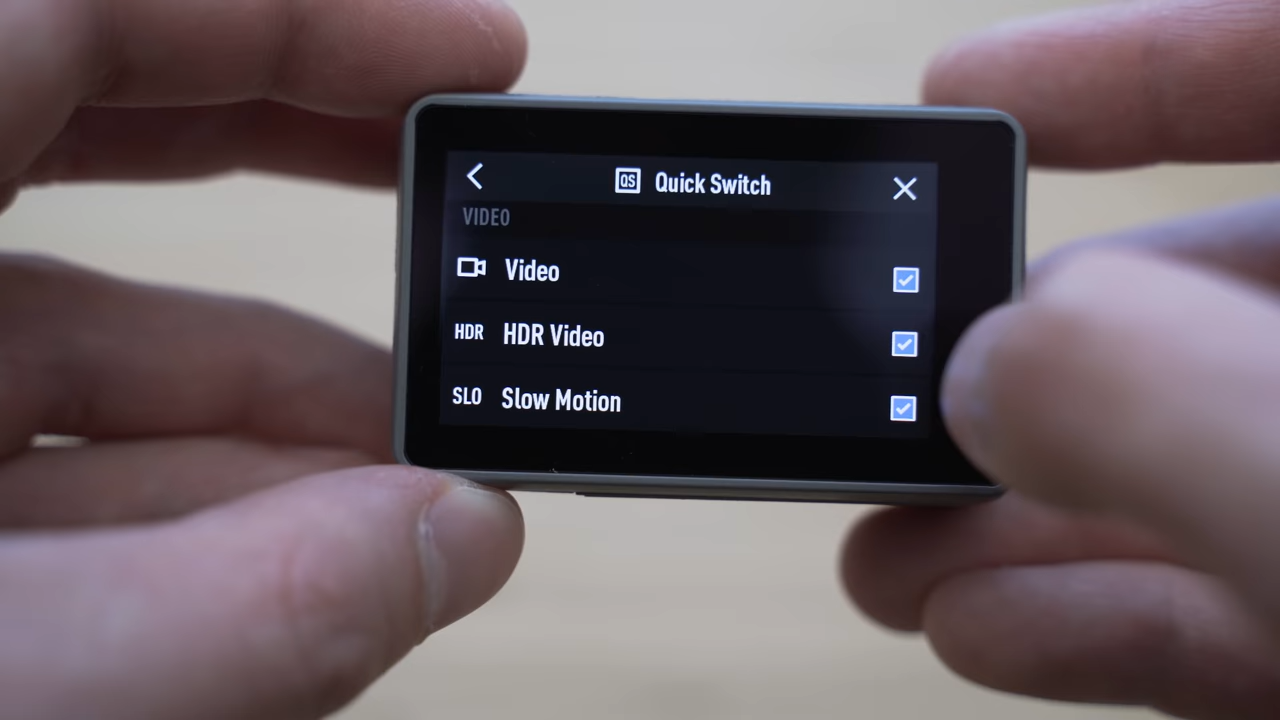 QS Quick Switch
VIDEO
Video
HDR HDR Video
SLO Slow Motion